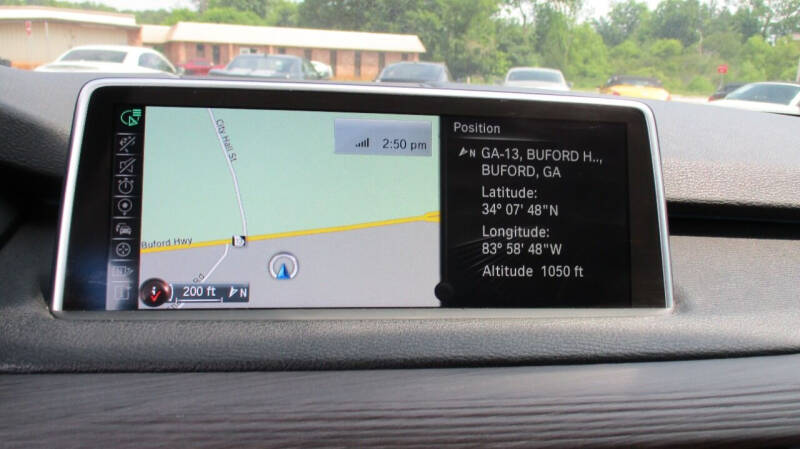 City Hall St
2:50 pm
Buford Hwy
200 ft
N
Position
N GA-13, BUFORD H..,
BUFORD, GA
Latitude:
34° 07' 48"N
Longitude:
83° 58' 48"W
Altitude 1050 ft